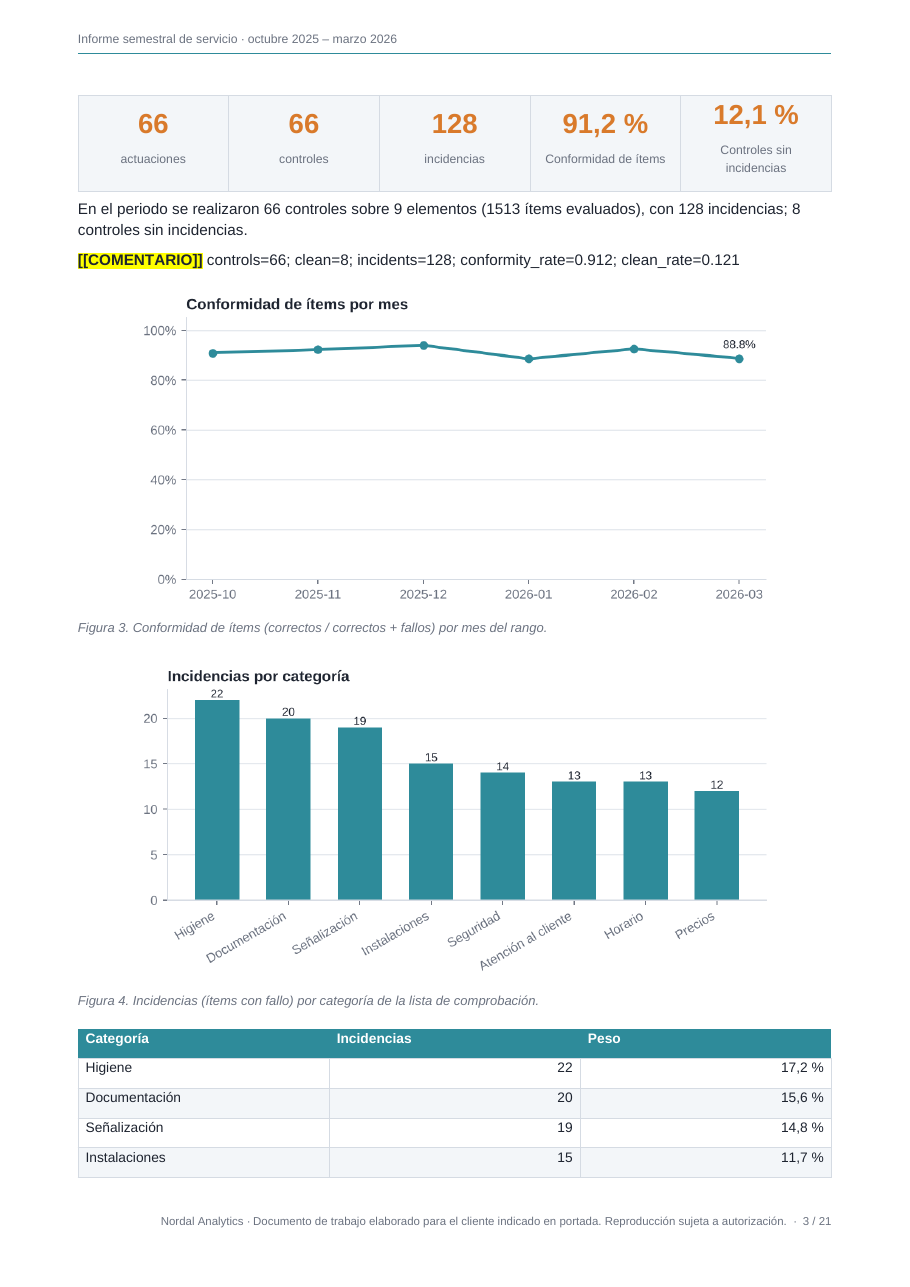 Informe semestral de servicio · octubre 2025 – marzo 2026
66
actuaciones
66
controles
128
incidencias
91,2 %
Conformidad de ítems
12,1 %
Controles sin
incidencias
En el periodo se realizaron 66 controles sobre 9 elementos (1513 ítems evaluados), con 128 incidencias; 8
controles sin incidencias.
[[COMENTARIO]] controls=66; clean=8; incidents=128; conformity_rate=0.912; clean_rate=0.121
Conformidad de ítems por mes
100%
80%
60%
40%
20%
0%
88.8%
2025-10 2025-11 2025-12 2026-01 2026-02 2026-03
Figura 3. Conformidad de ítems (correctos / correctos + fallos) por mes del rango.
Incidencias por categoría
20
15
10
5
0
22 20 19 15 14 13 13 12
Higiene Documentación Señalización Instalaciones Seguridad Atención al cliente Horario Precios
Figura 4. Incidencias (ítems con fallo) por categoría de la lista de comprobación.
Categoría Incidencias Peso
Higiene 22 17,2 %
Documentación 20 15,6 %
Señalización 19 14,8 %
Instalaciones 15 11,7 %
Nordal Analytics · Documento de trabajo elaborado para el cliente indicado en portada. Reproducción sujeta a autorización. · 3 / 21